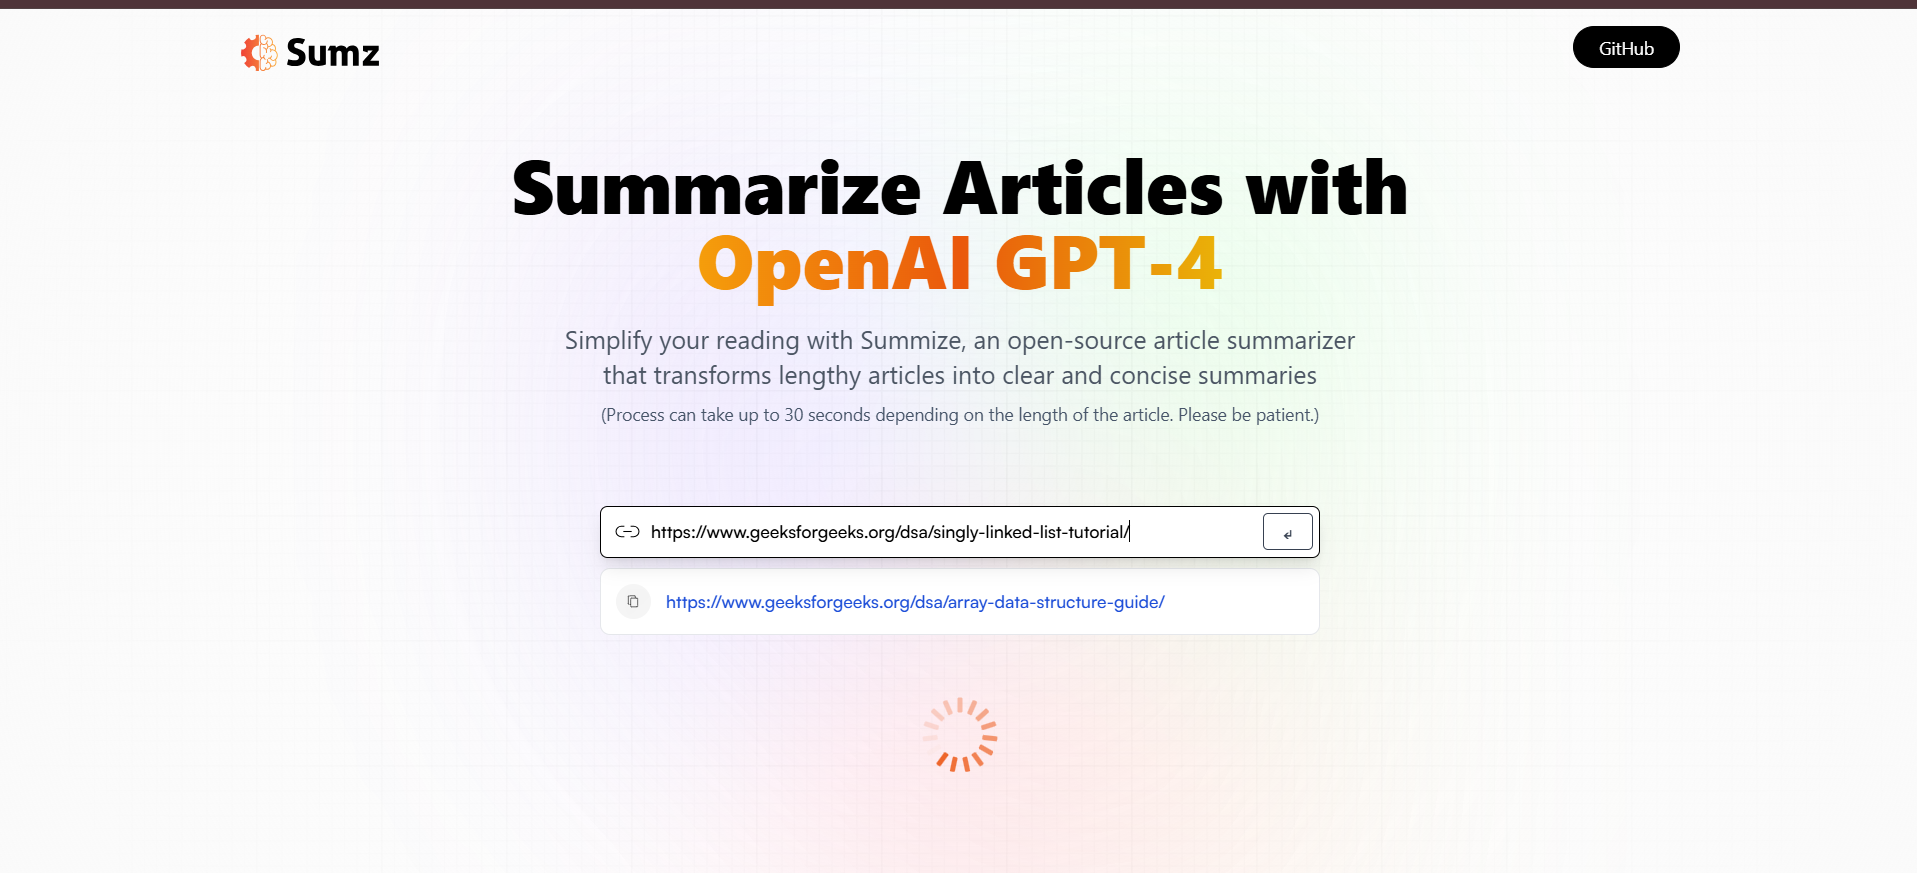 Sumz
GitHub
Summarize Articles with
OpenAI GPT-4
Simplify your reading with Summize, an open-source article summarizer
that transforms lengthy articles into clear and concise summaries
(Process can take up to 30 seconds depending on the length of the article. Please be patient.)
https://www.geeksforgeeks.org/dsa/singly-linked-list-tutorial/
https://www.geeksforgeeks.org/dsa/array-data-structure-guide/